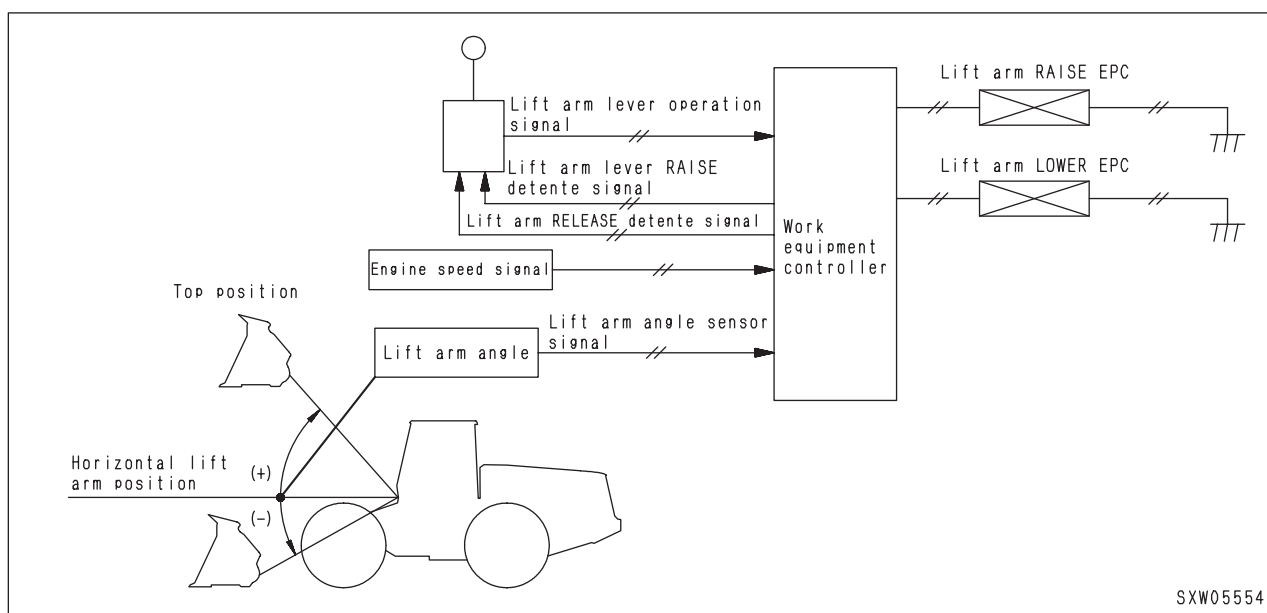 Lift arm RAISE EPC
Lift arm lever operation
signal
Lift arm lever RAISE
detente signal
Lift arm LOWER EPC
Lift arm RELEASE detente signal
Work
equipment
controller
Engine speed signal
Top position
Lift arm angle sensor
signal
Lift arm angle
Horizontal lift
arm position
(+)
(-)
SXW05554